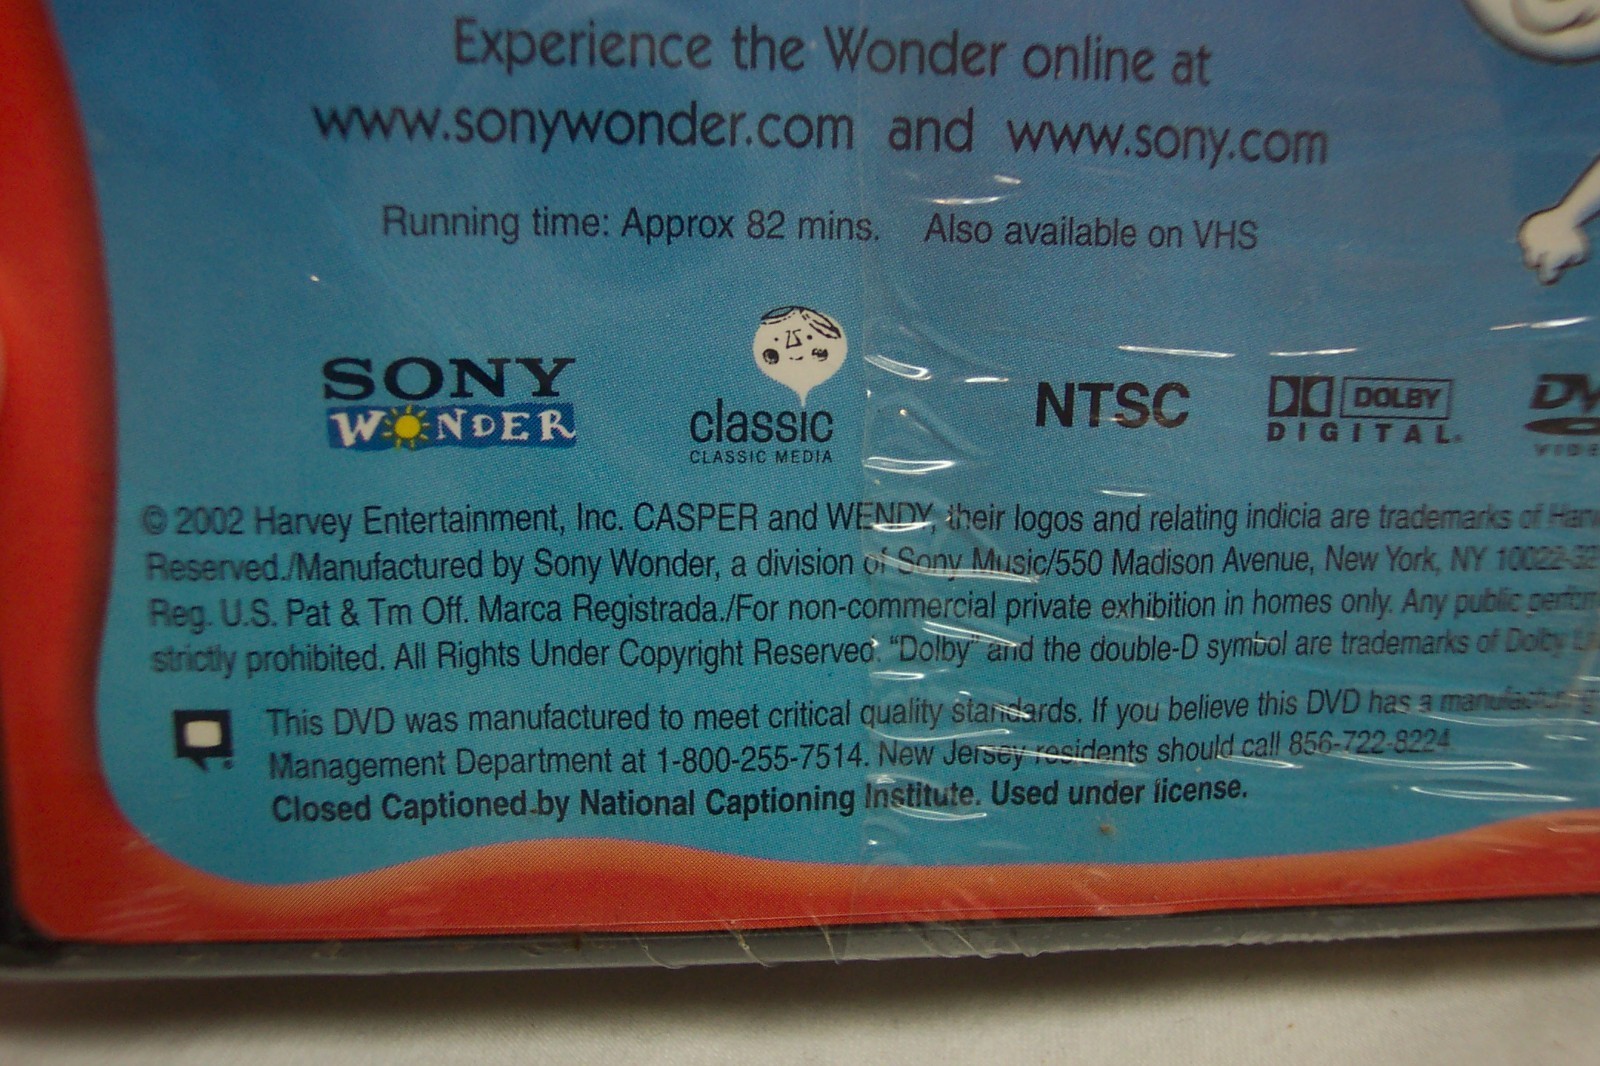 Experience the Wonder online at
www.sonywonder.com and www.sony.com
Running time: Approx 82 mins. Also available on VHS
SONY
WONDER
classic
CLASSIC MEDIA
NTSC
DOLBY
DIGITAL
© 2002 Harvey Entertainment, Inc. CASPER and WENDY, their logos and relating indicia are trademarks of
Reserved./Manufactured by Sony Wonder, a division of Sony Music/550 Madison Avenue, New York, NY
Reg. U.S. Pat & Tm Off. Marca Registrada./For non-commercial private exhibition in homes only. Any public
strictly prohibited. All Rights Under Copyright Reserved. "Dolby" and the double-D symbol are trademarks of Dolby
This DVD was manufactured to meet critical quality standards. If you believe this DVD has a manufacturing
Management Department at 1-800-255-7514. New Jersey residents should call 856-722-8224
Closed Captioned by National Captioning Institute. Used under license.